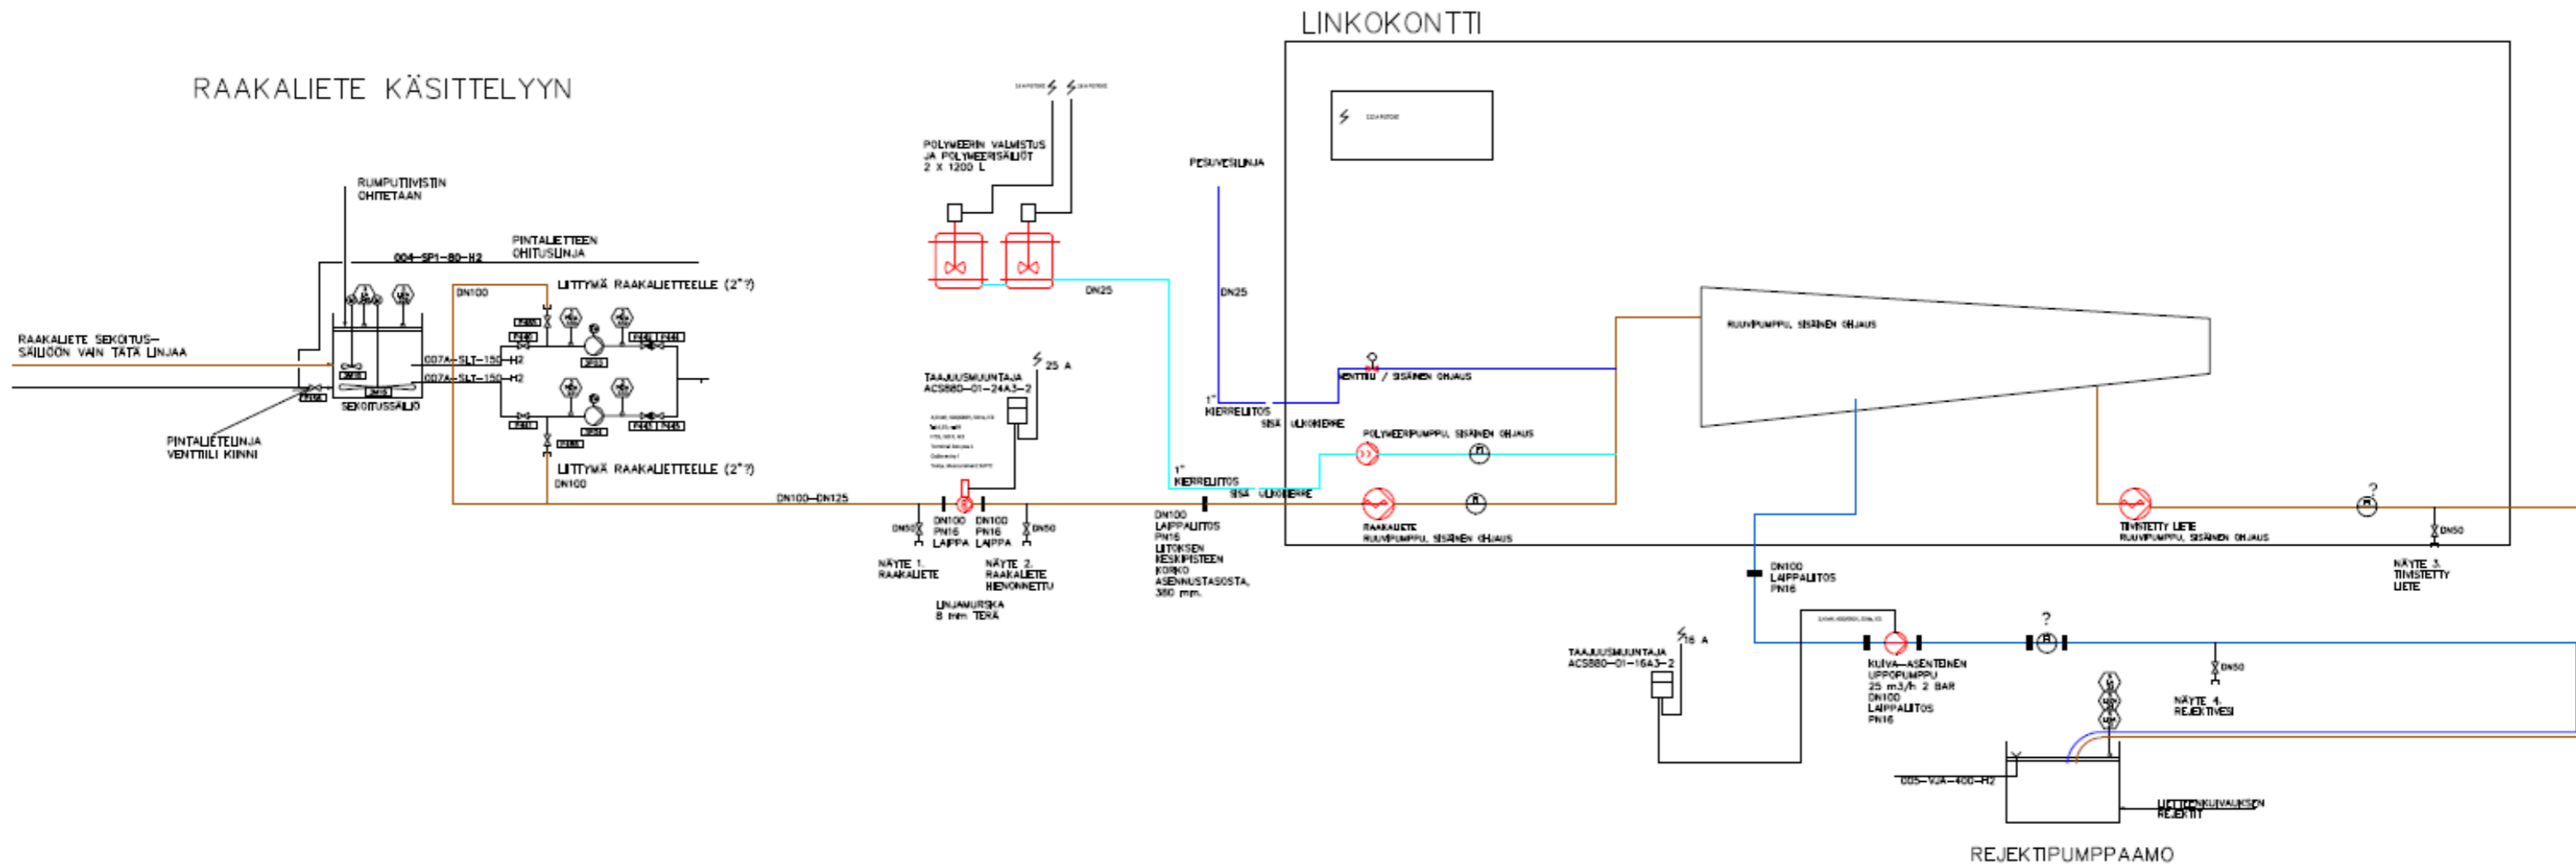 LINKOKONTTI
RAAKALIETE KÄSITTELYYN
RUMPUTIIVISTIN
OHITETAAN
PINTALIETTEEN
OHITUSLINJA
004-SP1-80-H2
LIITTYMÄ RAAKALIETTEELLE (2"?)
DN100
RAAKALIETE SEKOITUS-
SÄILIÖÖN VAIN TÄTÄ LINJAA
007A-SLT-150-H2
007A-SLT-150-H2
SEKOITUSSÄILIÖ
PINTALIETELINJA
VENTTIILI KIINNI
LIITTYMÄ RAAKALIETTEELLE (2"?)
DN100
DN100-DN125
POLYMEERIN VALMISTUS
JA POLYMEERISÄILIÖT
2 X 1200 L
DN25
TAAJUUSMUUNTAJA
ACS880-01-24A3-2
25 A
DN50
DN100
PN16
LAIPPA
DN100
PN16
LAIPPA
DN50
NÄYTE 1.
RAAKALIETE
NÄYTE 2.
RAAKALIETE
HIENONNETTU
LINJAMURSKA
8 mm TERÄ
PESUVESILINJA
DN25
1"
KIERRELIITOS
SISÄ ULKOKIERRE
1"
KIERRELIITOS
SISÄ ULKOKIERRE
DN100
LAIPPALIITOS
PN16
LIITOKSEN
KESKIPISTEEN
KORKO
ASENNUSTASOSTA,
380 mm.
VENTTIILI / SISÄINEN OHJAUS
POLYMEERIPUMPPU, SISÄINEN OHJAUS
RAAKALIETE
RUUVIPUMPPU, SISÄINEN OHJAUS
RUUVIPUMPPU, SISÄINEN OHJAUS
TIIVISTETTY LIETE
RUUVIPUMPPU, SISÄINEN OHJAUS
?
DN50
NÄYTE 3.
TIIVISTETTY
LIETE
DN100
LAIPPALIITOS
PN16
TAAJUUSMUUNTAJA
ACS880-01-16A3-2
16 A
KUIVA-ASENTEINEN
UPPOPUMPPU
25 m3/h 2 BAR
DN100
LAIPPALIITOS
PN16
?
DN50
NÄYTE 4.
REJEKTIVESI
005-VJA-400-H2
LIETTEENKUIVAUKSEN
REJEKTIT
REJEKTIPUMPPAAMO